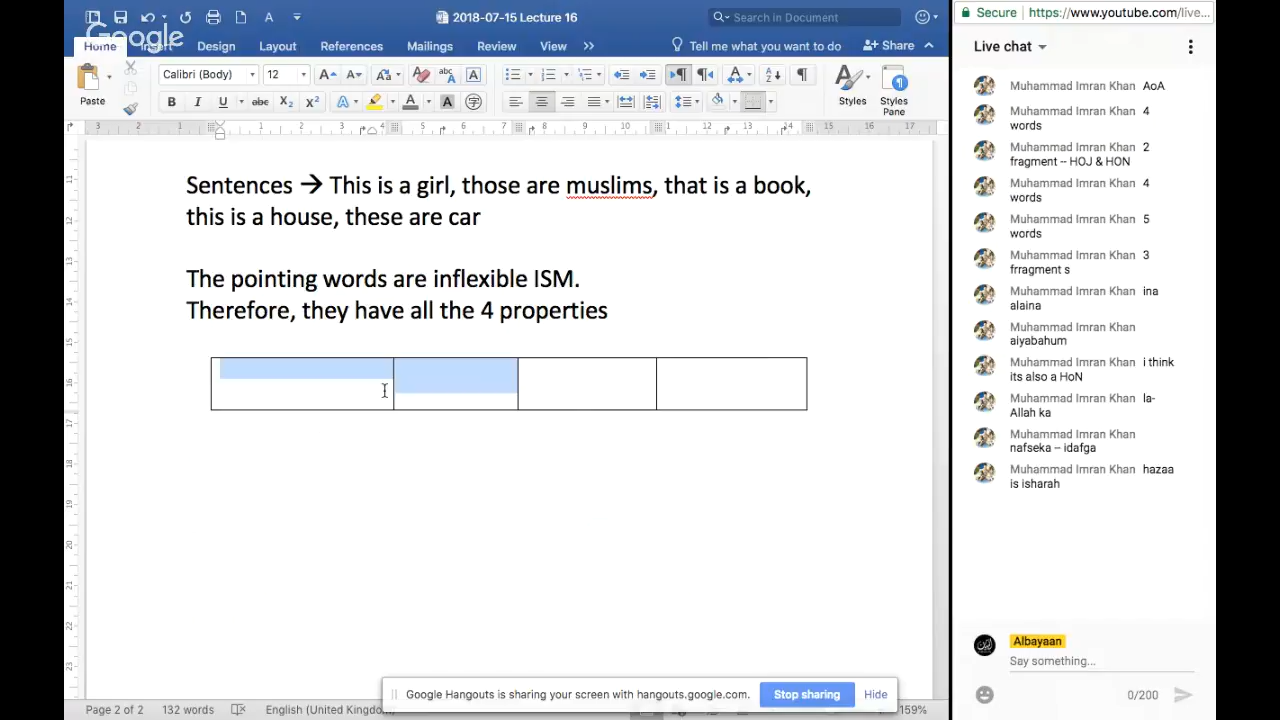 2018-07-15 Lecture 16
Search in Document
Google
Home Insert Design Layout References Mailings Review View
Tell me what you want to do
Share
Calibri (Body) 12
Paste
Styles
Styles Pane
Sentences → This is a girl, those are muslims, that is a book,
this is a house, these are car
The pointing words are inflexible ISM.
Therefore, they have all the 4 properties
Google Hangouts is sharing your screen with hangouts.google.com.
Stop sharing
Hide
Page 2 of 2 132 words English (United Kingdom) 159%
Secure https://www.youtube.com/live...
Live chat
Muhammad Imran Khan AoA
Muhammad Imran Khan 4
words
Muhammad Imran Khan 2
fragment -- HOJ & HON
Muhammad Imran Khan 4
words
Muhammad Imran Khan 5
words
Muhammad Imran Khan 3
frragment s
Muhammad Imran Khan ina
alaina
Muhammad Imran Khan
aiyabahum
Muhammad Imran Khan i think
its also a HoN
Muhammad Imran Khan la-
Allah ka
Muhammad Imran Khan
nafseka -- idafga
Muhammad Imran Khan hazaa
is isharah
Albayaan
Say something...
0/200